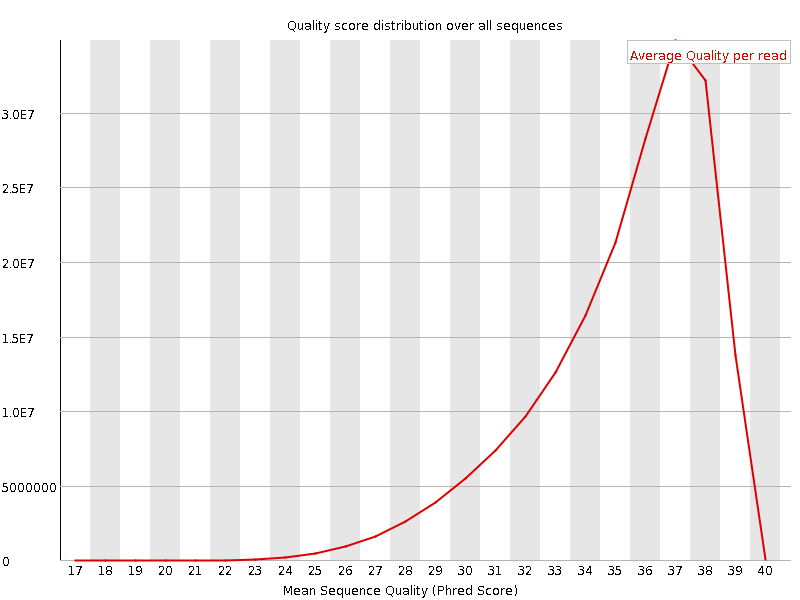 Quality score distribution over all sequences
Average Quality per read
3.0E7
2.5E7
2.0E7
1.5E7
1.0E7
5000000
0
17 18 19 20 21 22 23 24 25 26 27 28 29 30 31 32 33 34 35 36 37 38 39 40
Mean Sequence Quality (Phred Score)